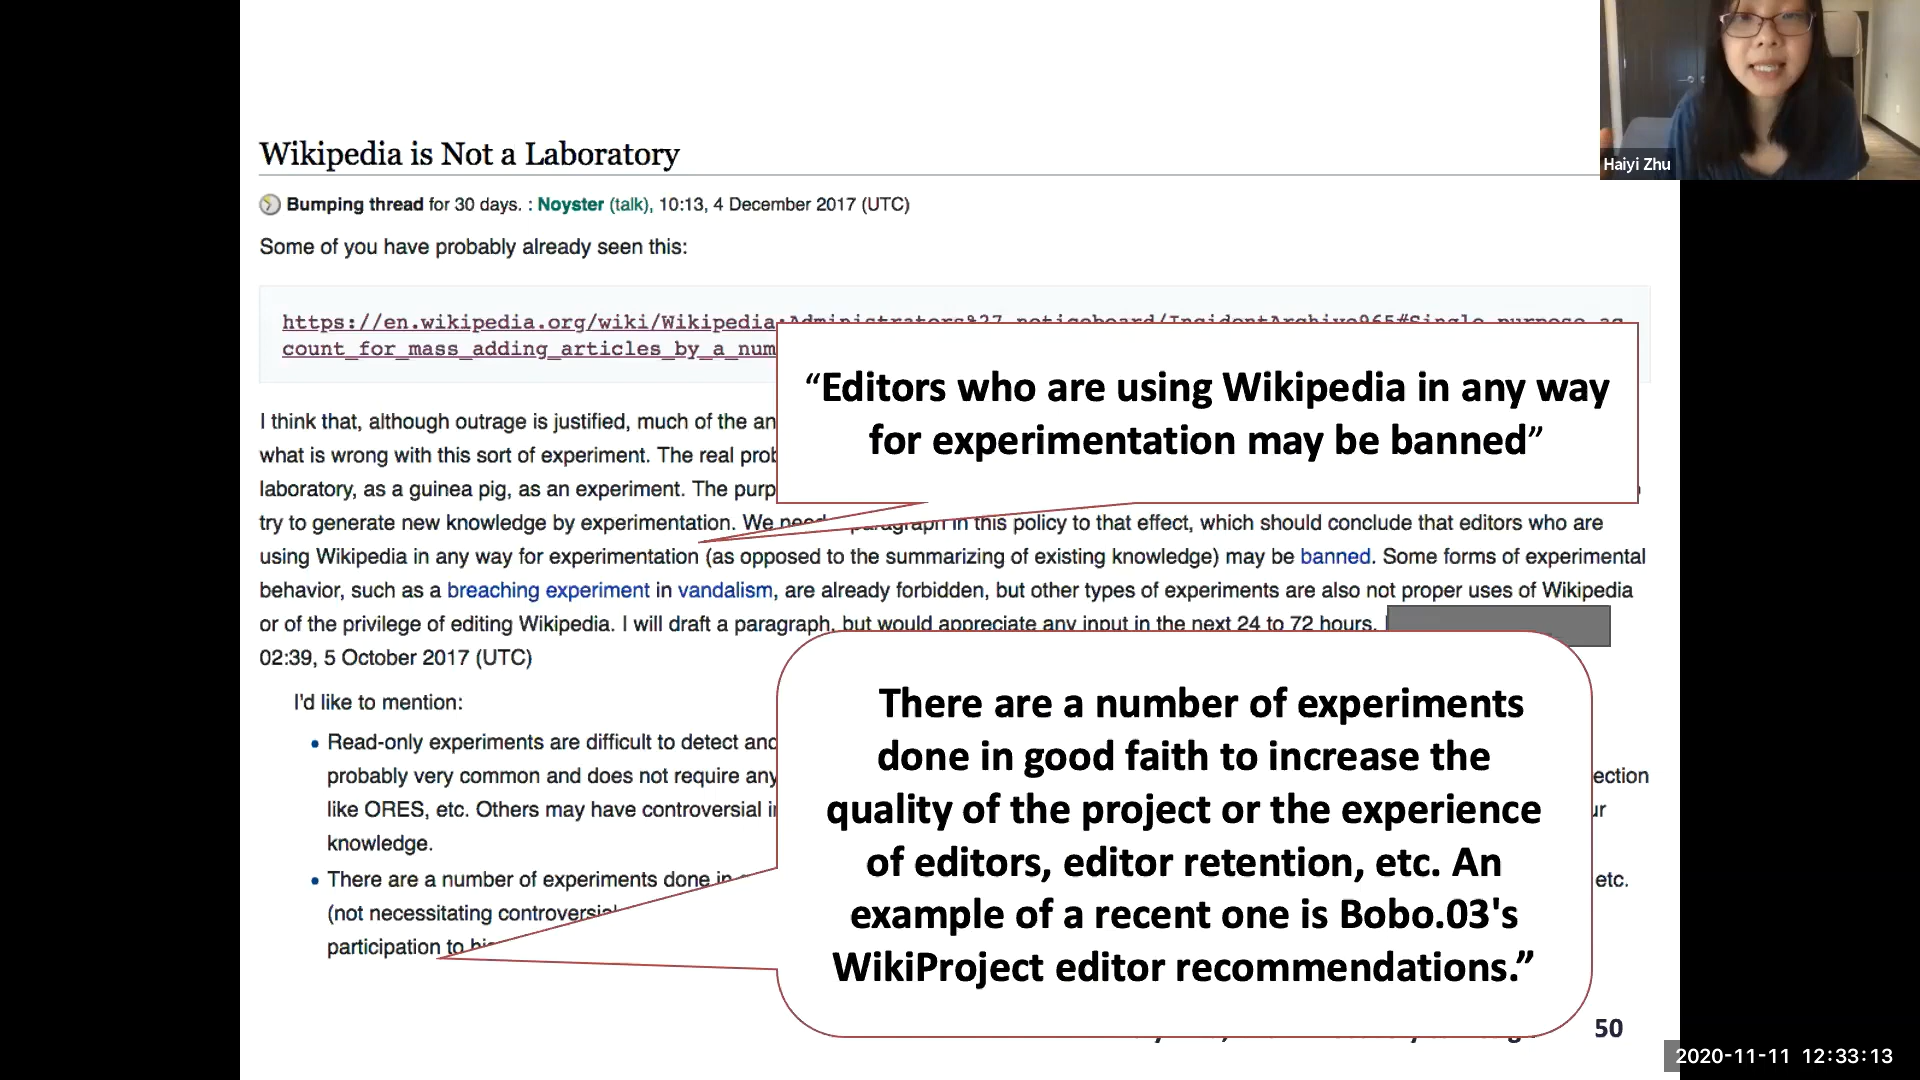 Haiyi Zhu
Wikipedia is Not a Laboratory
Bumping thread for 30 days. : Noyster (talk), 10:13, 4 December 2017 (UTC)
Some of you have probably already seen this:
https://en.wikipedia.org/wiki/Wikipedia:Administrators%27_noticeboard/IncidentArchive965#Single_purpose_ac
count_for_mass_adding_articles_by_a_num
“Editors who are using Wikipedia in any way
for experimentation may be banned”
I think that, although outrage is justified, much of the an
what is wrong with this sort of experiment. The real prob
laboratory, as a guinea pig, as an experiment. The purp
try to generate new knowledge by experimentation. We need a paragraph in this policy to that effect, which should conclude that editors who are
using Wikipedia in any way for experimentation (as opposed to the summarizing of existing knowledge) may be banned. Some forms of experimental
behavior, such as a breaching experiment in vandalism, are already forbidden, but other types of experiments are also not proper uses of Wikipedia
or of the privilege of editing Wikipedia. I will draft a paragraph, but would appreciate any input in the next 24 to 72 hours.
02:39, 5 October 2017 (UTC)
I'd like to mention:
Read-only experiments are difficult to detect and
probably very common and does not require any ection
like ORES, etc. Others may have controversial
knowledge.
There are a number of experiments done in etc.
(not necessitating controversial
participation to
There are a number of experiments
done in good faith to increase the
quality of the project or the experience
of editors, editor retention, etc. An
example of a recent one is Bobo.03's
WikiProject editor recommendations.”
50
2020-11-11 12:33:13